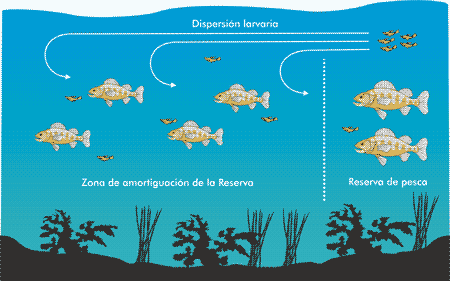 Dispersión larvaria
Zona de amortiguación de la Reserva
Reserva de pesca